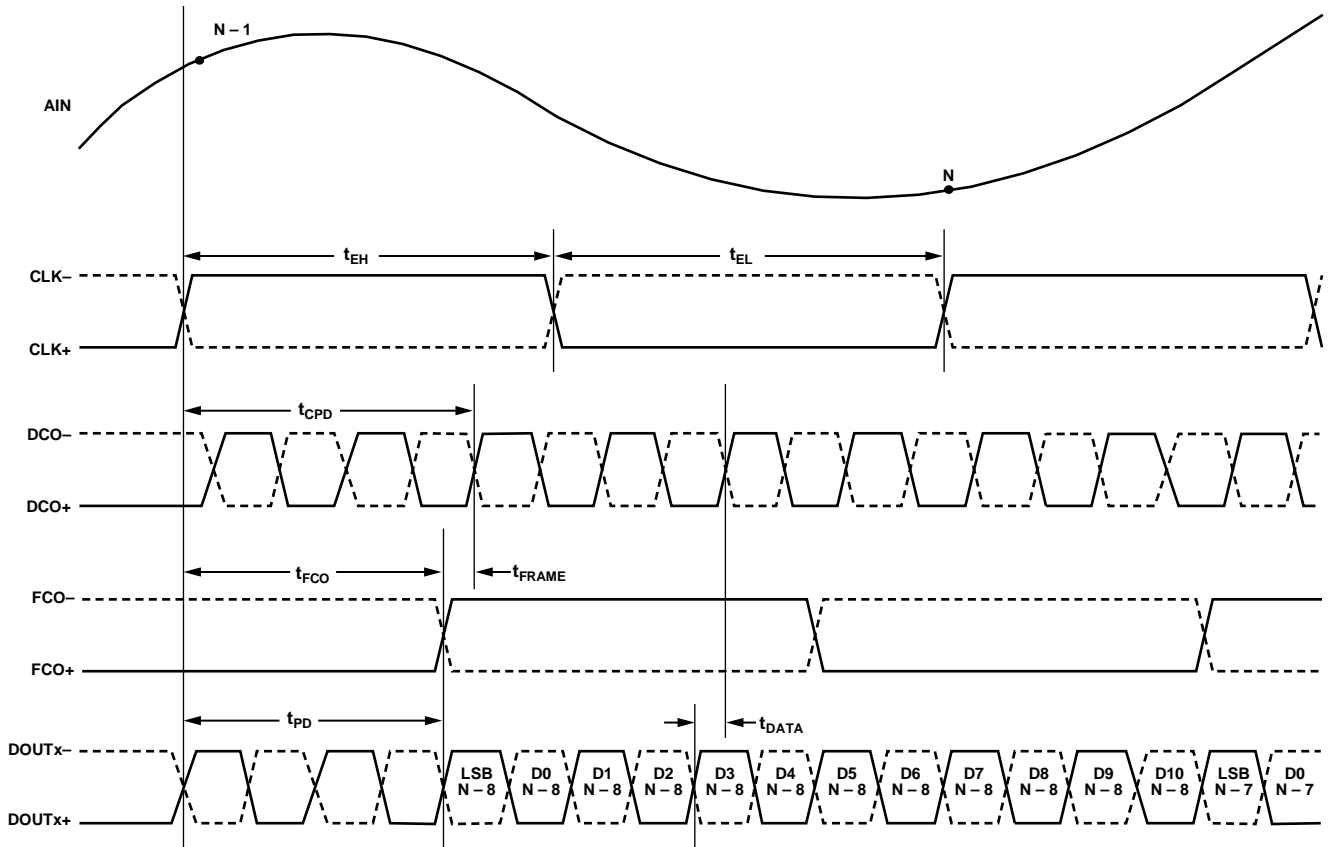 N – 1
AIN
N
tEH
tEL
CLK–
CLK+
tCPD
DCO–
DCO+
tFCO
tFRAME
FCO–
FCO+
tPD
tDATA
DOUTx–
DOUTx+
LSB
N – 8
D0
N – 8
D1
N – 8
D2
N – 8
D3
N – 8
D4
N – 8
D5
N – 8
D6
N – 8
D7
N – 8
D8
N – 8
D9
N – 8
D10
N – 8
LSB
N – 7
D0
N – 7